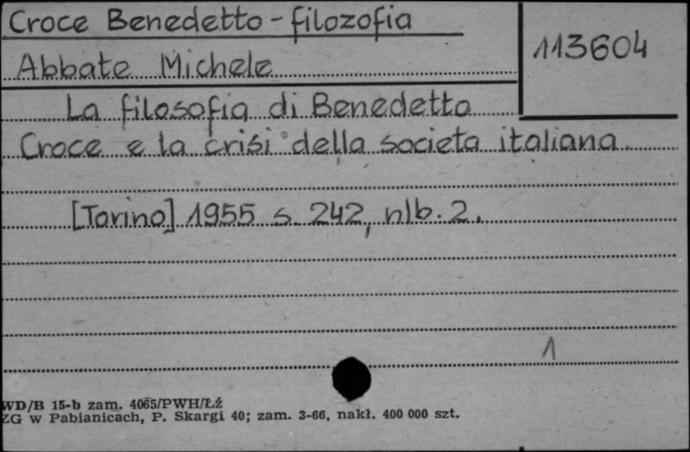 Croce Benedetto - filozofia
113604
Abbate Michele
La filosofia di Benedetto
Croce e la crisi della societa italiana.
[Torino] 1955 s. 242, nlb. 2.
1
WD/B 15-b zam. 4065/PWH/Łź
ZG w Pabianicach, P. Skargi 40; zam. 3-66, nakł. 400 000 szt.